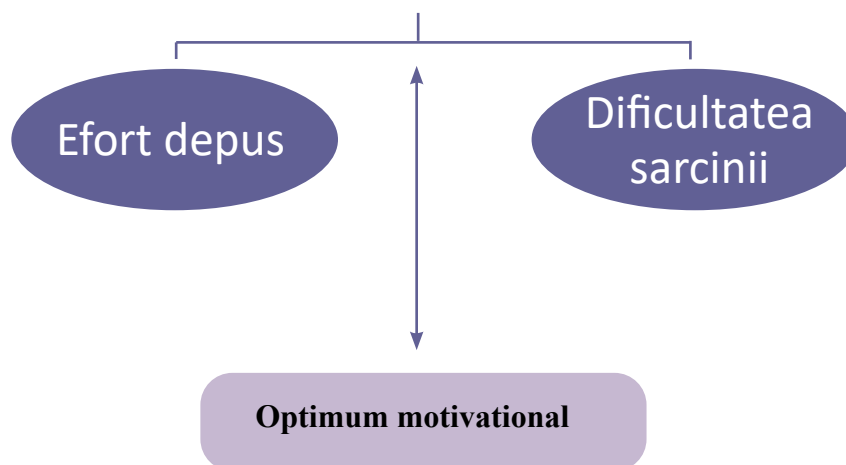 Efort depus
Dificultatea
sarcinii
Optimum motivational